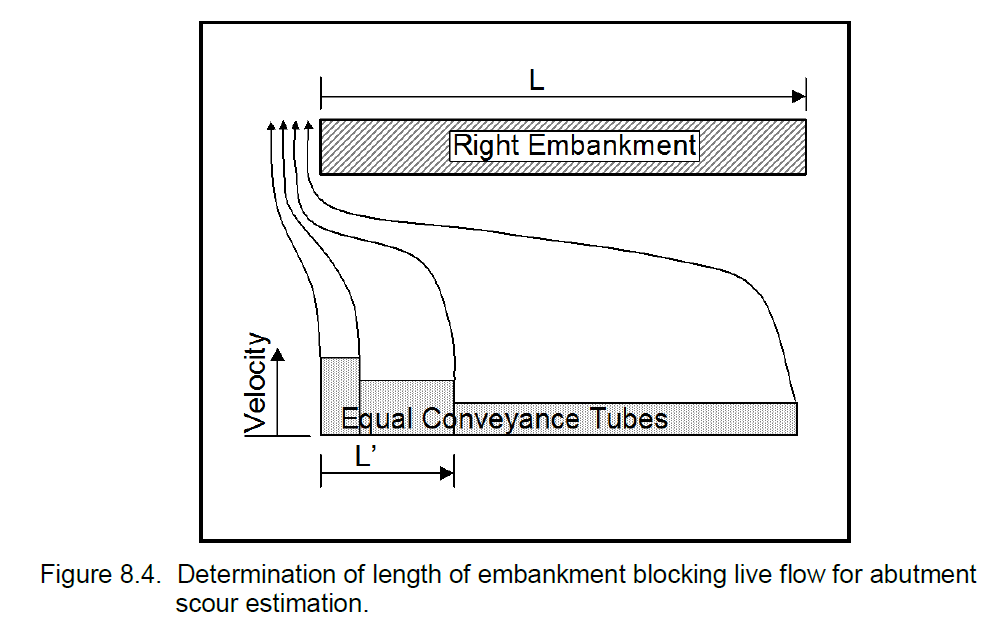 L
Right Embankment
Velocity
Equal Conveyance Tubes
L’
Figure 8.4.  Determination of length of embankment blocking live flow for abutment
scour estimation.